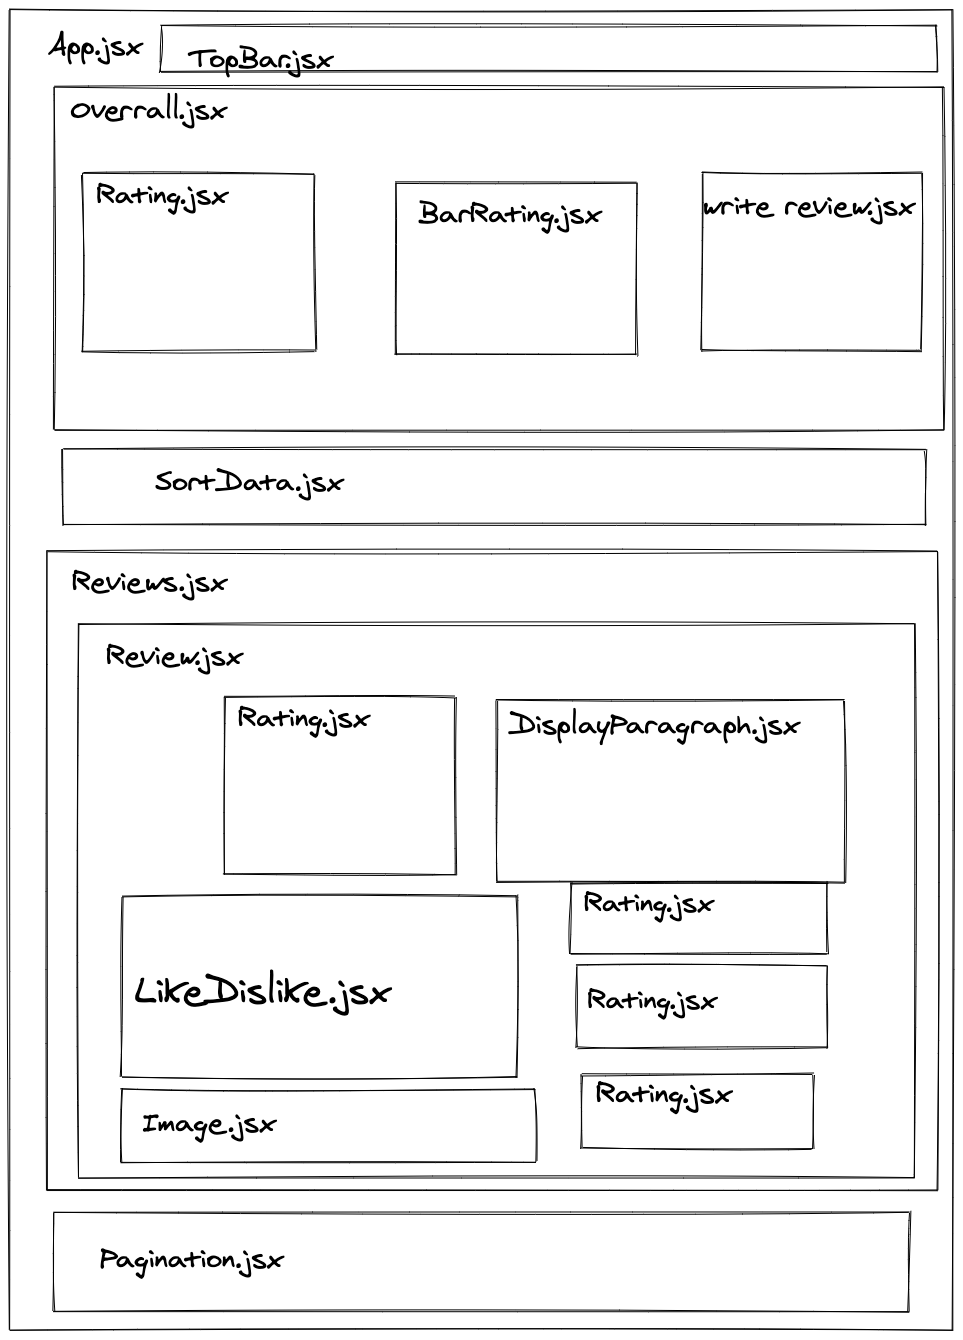 App.jsx
TopBar.jsx
overrall.jsx
Rating.jsx
BarRating.jsx
write review.jsx
SortData.jsx
Reviews.jsx
Review.jsx
Rating.jsx
DisplayParagraph.jsx
Rating.jsx
LikeDislike.jsx
Rating.jsx
Rating.jsx
Image.jsx
Pagination.jsx